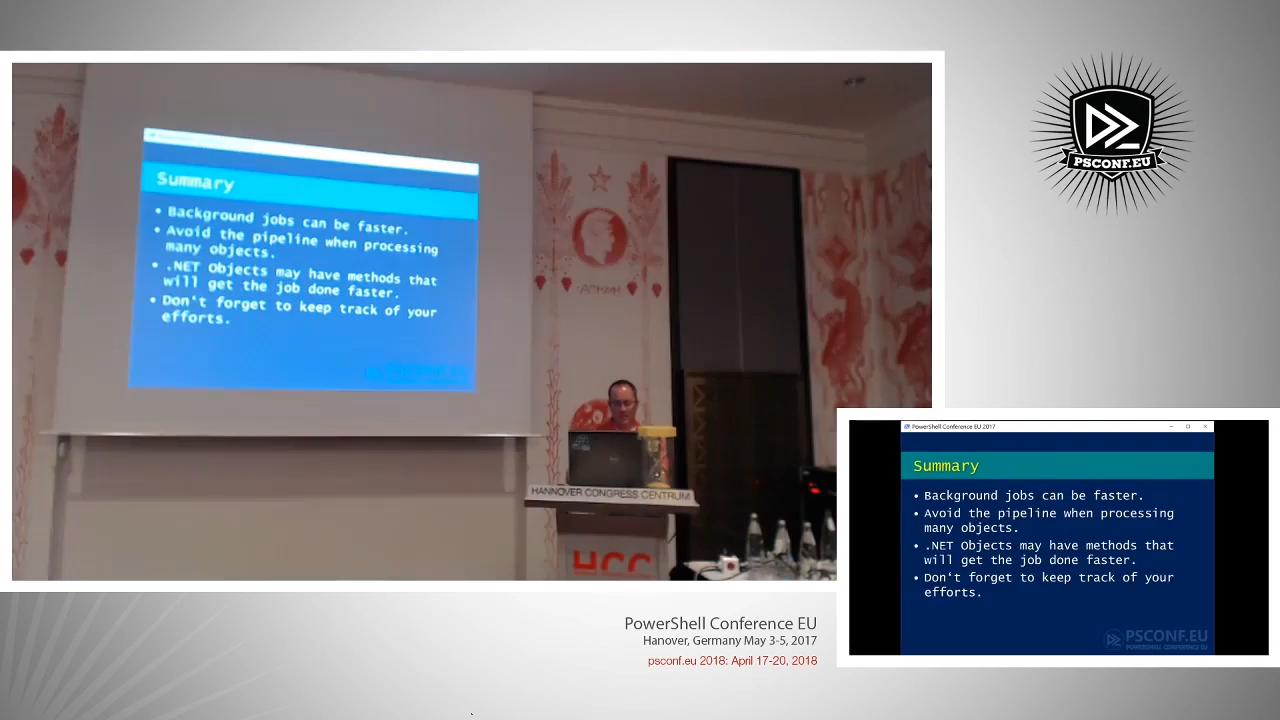 Summary
• Background jobs can be faster.
• Avoid the pipeline when processing
many objects.
• .NET Objects may have methods that
will get the job done faster.
• Don't forget to keep track of your
efforts.
HANNOVER CONGRESS CENTRUM
HCC
PSCONF.EU
PowerShell Conference EU 2017
Summary
• Background jobs can be faster.
• Avoid the pipeline when processing
many objects.
• .NET Objects may have methods that
will get the job done faster.
• Don't forget to keep track of your
efforts.
PSCONF.EU
POWERSHELL CONFERENCE EU
PowerShell Conference EU
Hanover, Germany May 3-5, 2017
psconf.eu 2018: April 17-20, 2018